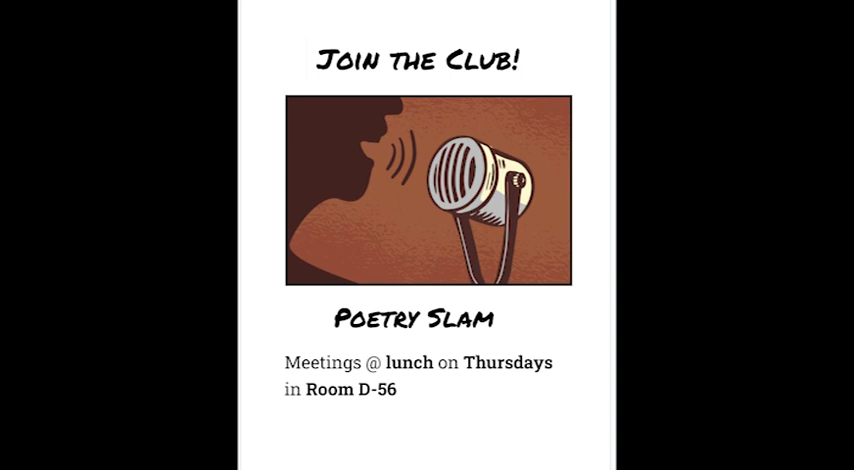 Join the Club!
Poetry Slam
Meetings @ lunch on Thursdays
in Room D-56